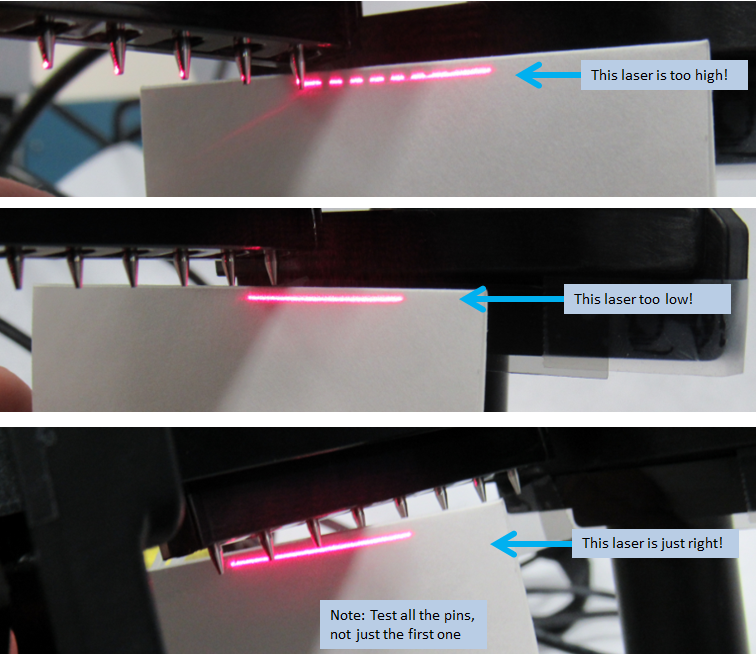 This laser is too high!
This laser too low!
This laser is just right!
Note: Test all the pins,
not just the first one